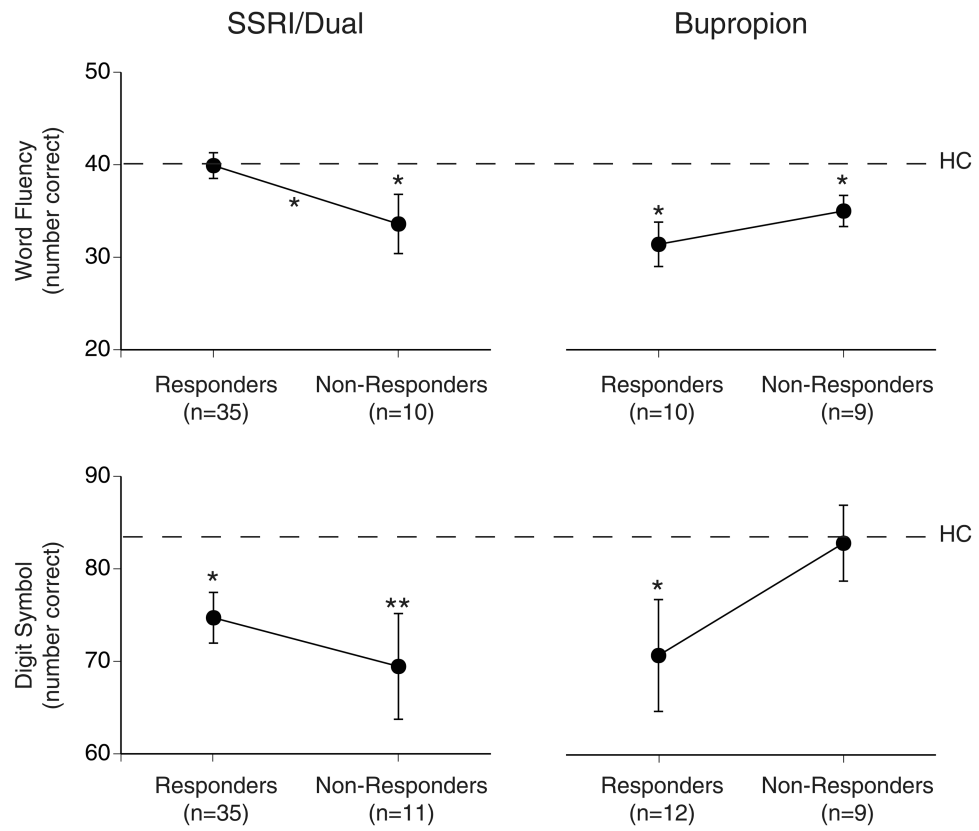 SSRI/Dual
Bupropion
Word Fluency
(number correct)
50
40
30
20
HC
*
*
*
*
Responders
(n=35)
Non-Responders
(n=10)
Responders
(n=10)
Non-Responders
(n=9)
Digit Symbol
(number correct)
90
80
70
60
HC
*
**
*
Responders
(n=35)
Non-Responders
(n=11)
Responders
(n=12)
Non-Responders
(n=9)